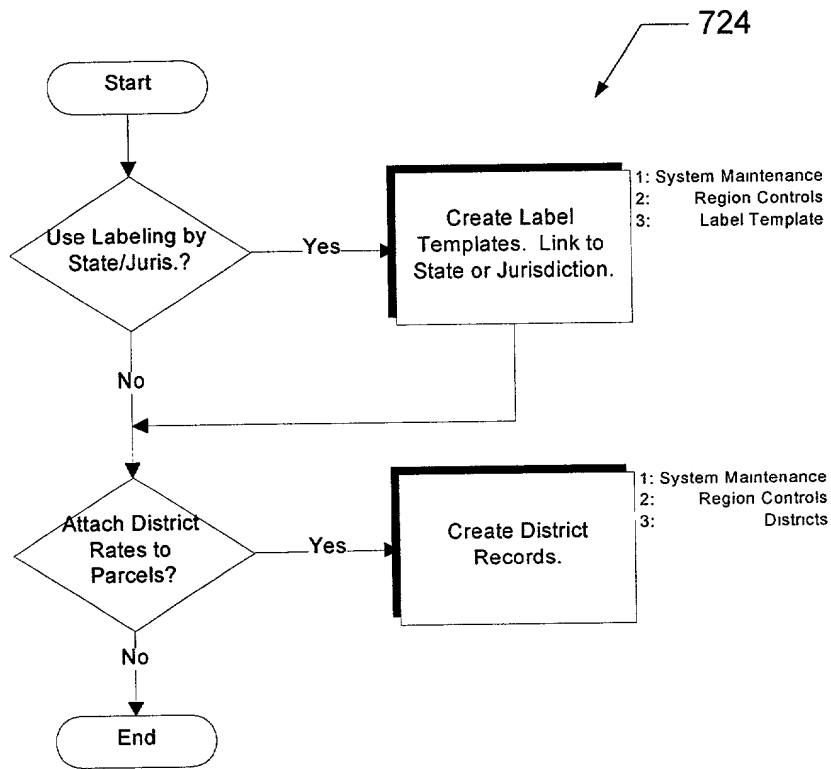 724
Start
Use Labeling by
State/Juris.?
Yes
Create Label
Templates. Link to
State or Jurisdiction.
1: System Maintenance
2: Region Controls
3: Label Template
No
Attach District
Rates to
Parcels?
Yes
Create District
Records.
1: System Maintenance
2: Region Controls
3: Districts
No
End